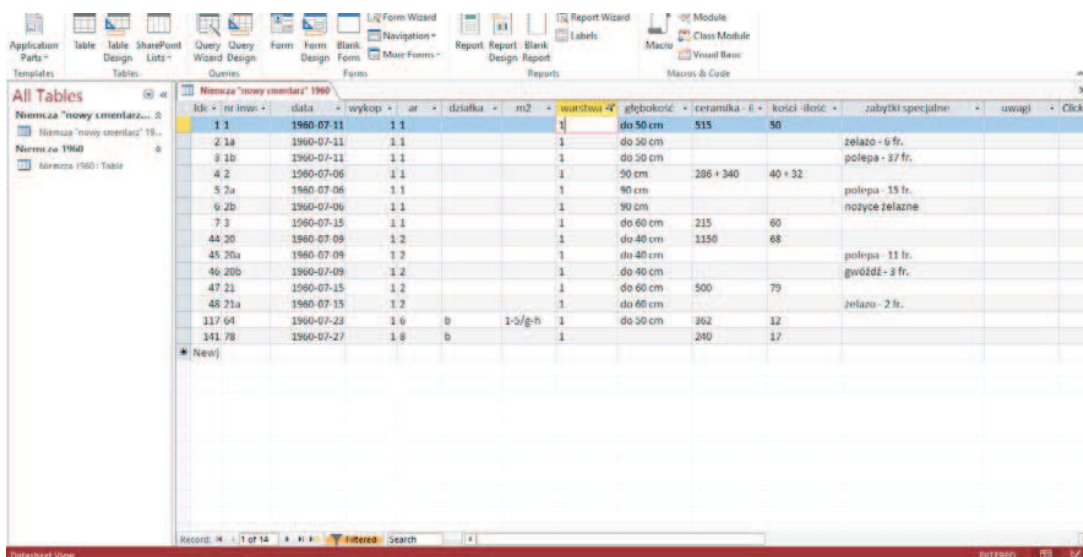 Form Wizard
Report Wizard
Module
Navigation
Labels
Class Module
Application Parts
Table
Table Design
SharePoint Lists
Query Wizard
Query Design
Form
Form Design
Blank Form
More Forms
Report
Report Design
Blank Report
Macro
Visual Basic
Templates Tables Queries Forms Reports Macros & Code
All Tables
Niemcza "nowy cmentarz" 1960
Niemcza "nowy cmentarz...
Niemcza "nowy cmentarz" 19...
Niemcza 1960
Niemcza 1960 : Table
Ide nr inwe data wykop ar działka m2 warstwa głębokość ceramika - il kości -ilość zabytki specjalne uwagi Click
1 1 1960-07-11 1 1 1 do 50 cm 515 50
2 1a 1960-07-11 1 1 1 do 50 cm żelazo - 6 fr.
3 1b 1960-07-11 1 1 1 do 50 cm polepa - 37 fr.
4 2 1960-07-06 1 1 1 90 cm 286 + 340 40 + 32
5 2a 1960-07-06 1 1 1 90 cm polepa - 15 fr.
6 2b 1960-07-06 1 1 1 90 cm nożyce żelazne
7 3 1960-07-15 1 1 1 do 60 cm 215 60
44 20 1960-07-09 1 2 1 do 40 cm 1150 68
45 20a 1960-07-09 1 2 1 do 40 cm polepa - 11 fr.
46 20b 1960-07-09 1 2 1 do 40 cm gwóźdź - 3 fr.
47 21 1960-07-15 1 2 1 do 60 cm 500 79
48 21a 1960-07-15 1 2 1 do 60 cm żelazo - 2 fr.
117 64 1960-07-23 1 6 b 1-5/g-h 1 do 50 cm 362 12
141 78 1960-07-27 1 8 b 1 240 17
* New)
Record: 1 of 14 Filtered Search
Datasheet View FILTERED